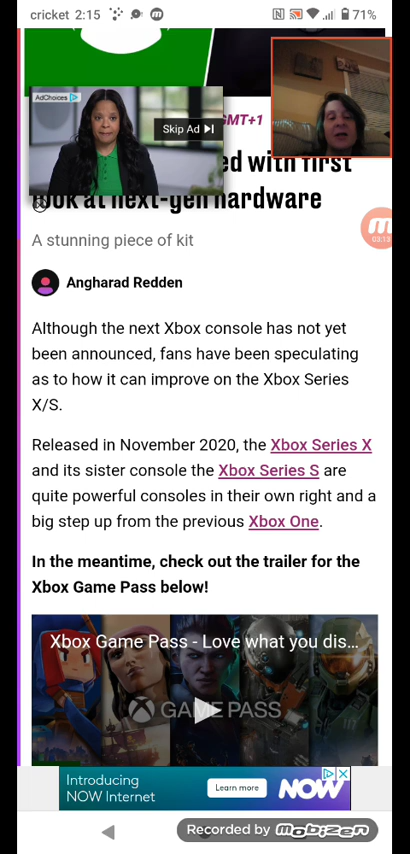 cricket 2:15
71%
AdChoices
Skip Ad
GMT+1
ed with first
look at next-gen hardware
A stunning piece of kit
03:13
Angharad Redden
Although the next Xbox console has not yet
been announced, fans have been speculating
as to how it can improve on the Xbox Series
X/S.
Released in November 2020, the Xbox Series X
and its sister console the Xbox Series S are
quite powerful consoles in their own right and a
big step up from the previous Xbox One.
In the meantime, check out the trailer for the
Xbox Game Pass below!
Xbox Game Pass - Love what you dis...
GAME PASS
Introducing
NOW Internet
Learn more
NOW
Recorded by Mobizen